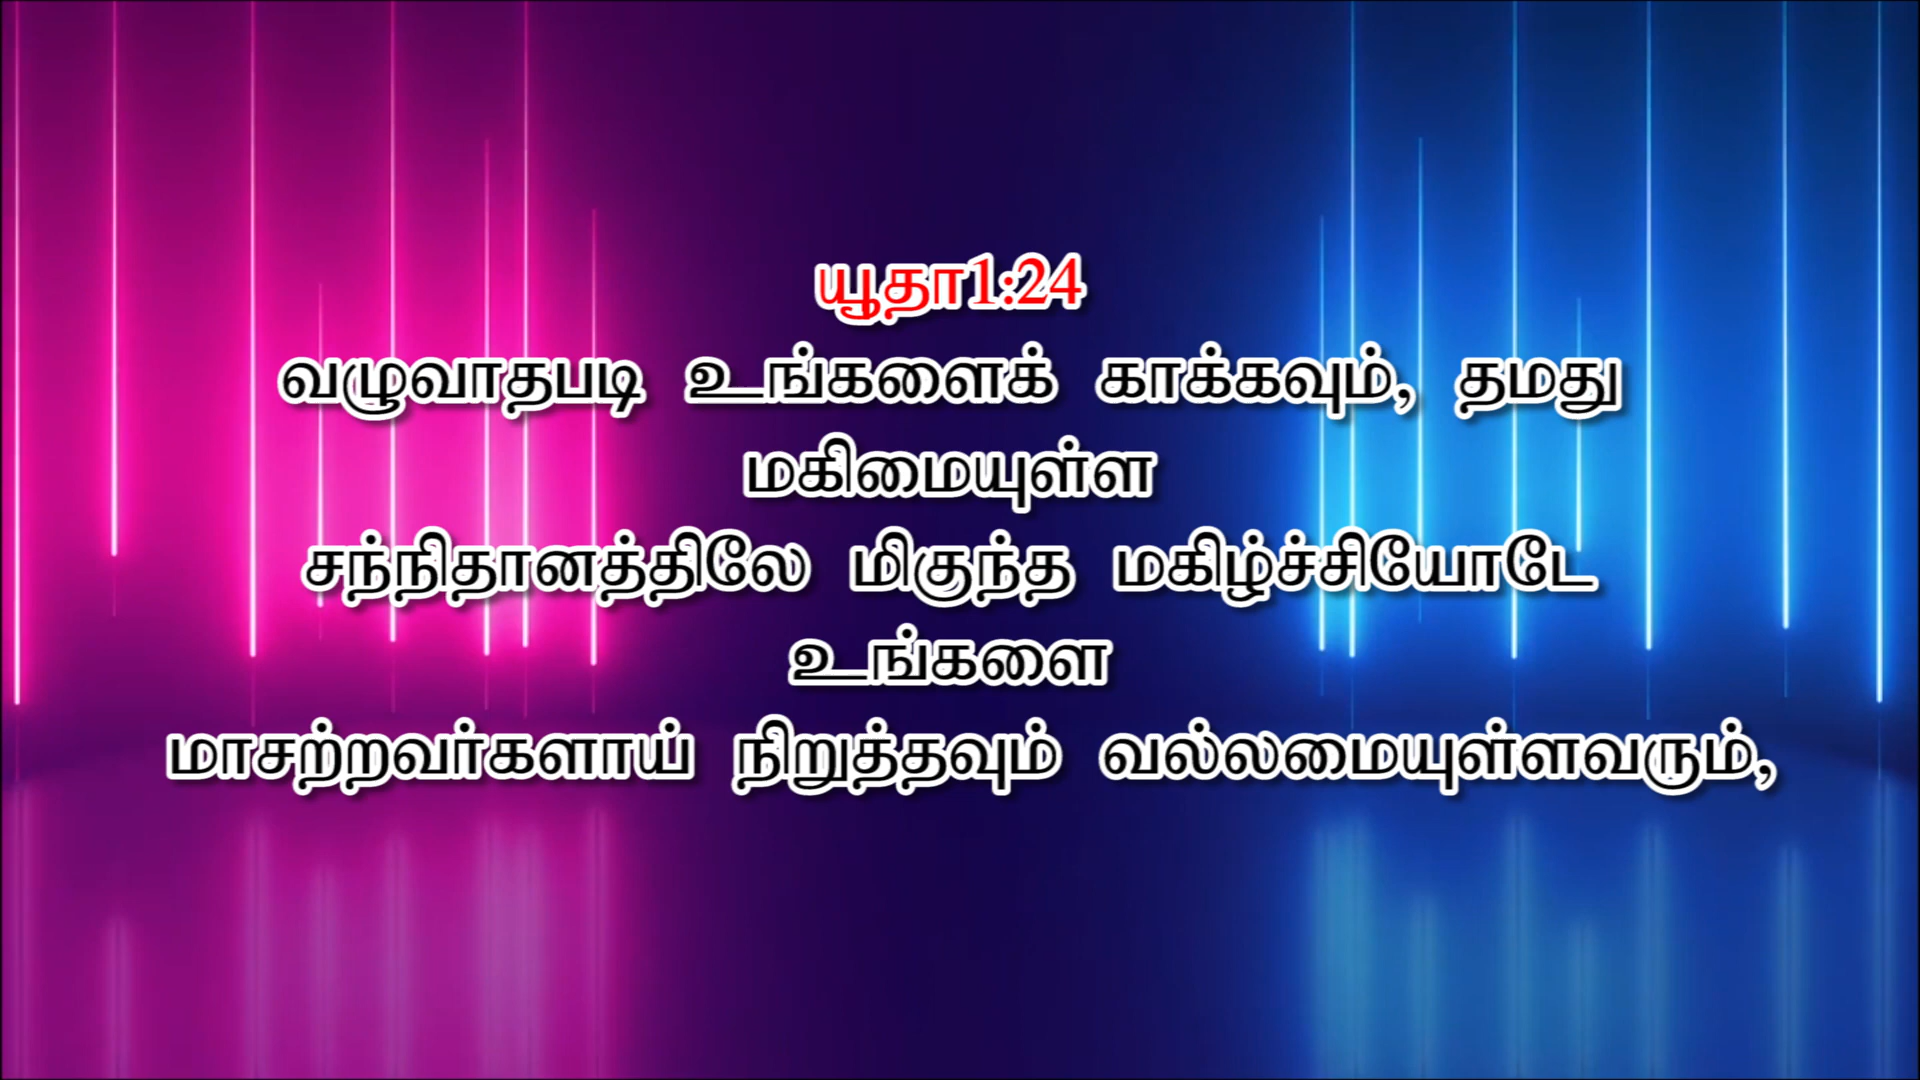 யூதா1:24
வழுவாதபடி உங்களைக் காக்கவும், தமது
மகிமையுள்ள
சந்நிதானத்திலே மிகுந்த மகிழ்ச்சியோடே
உங்களை
மாசற்றவர்களாய் நிறுத்தவும் வல்லமையுள்ளவரும்,